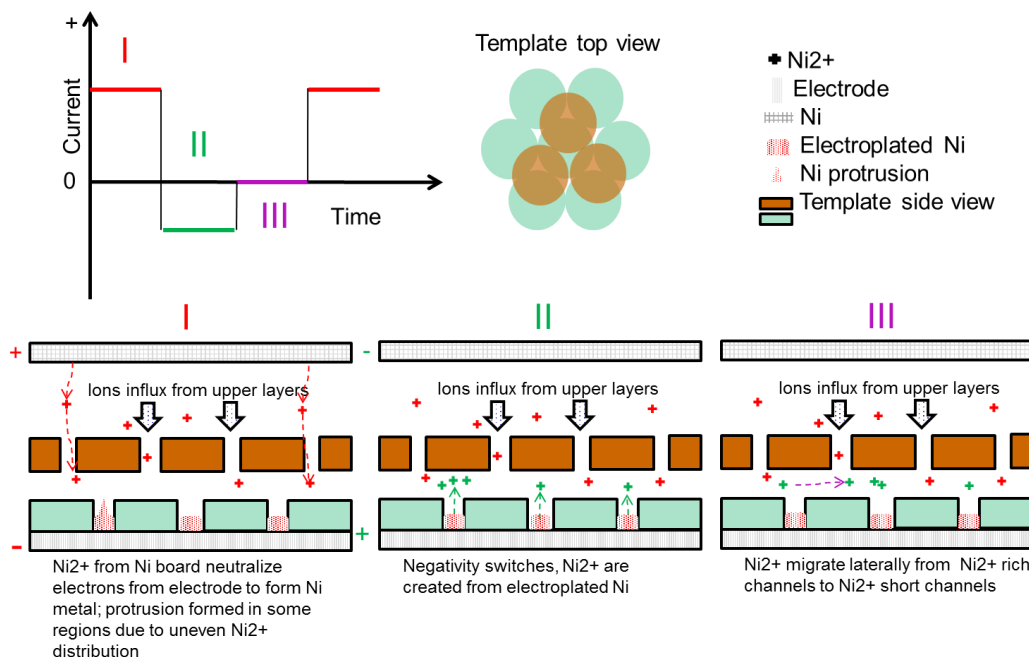 +
I
Current
II
0
III
Time
Template top view
Ni2+
Electrode
Ni
Electroplated Ni
Ni protrusion
Template side view
I
+
Ions influx from upper layers
-
Ni2+ from Ni board neutralize
electrons from electrode to form Ni
metal; protrusion formed in some
regions due to uneven Ni2+
distribution
II
-
Ions influx from upper layers
+
Negativity switches, Ni2+ are
created from electroplated Ni
III
Ions influx from upper layers
Ni2+ migrate laterally from Ni2+ rich
channels to Ni2+ short channels